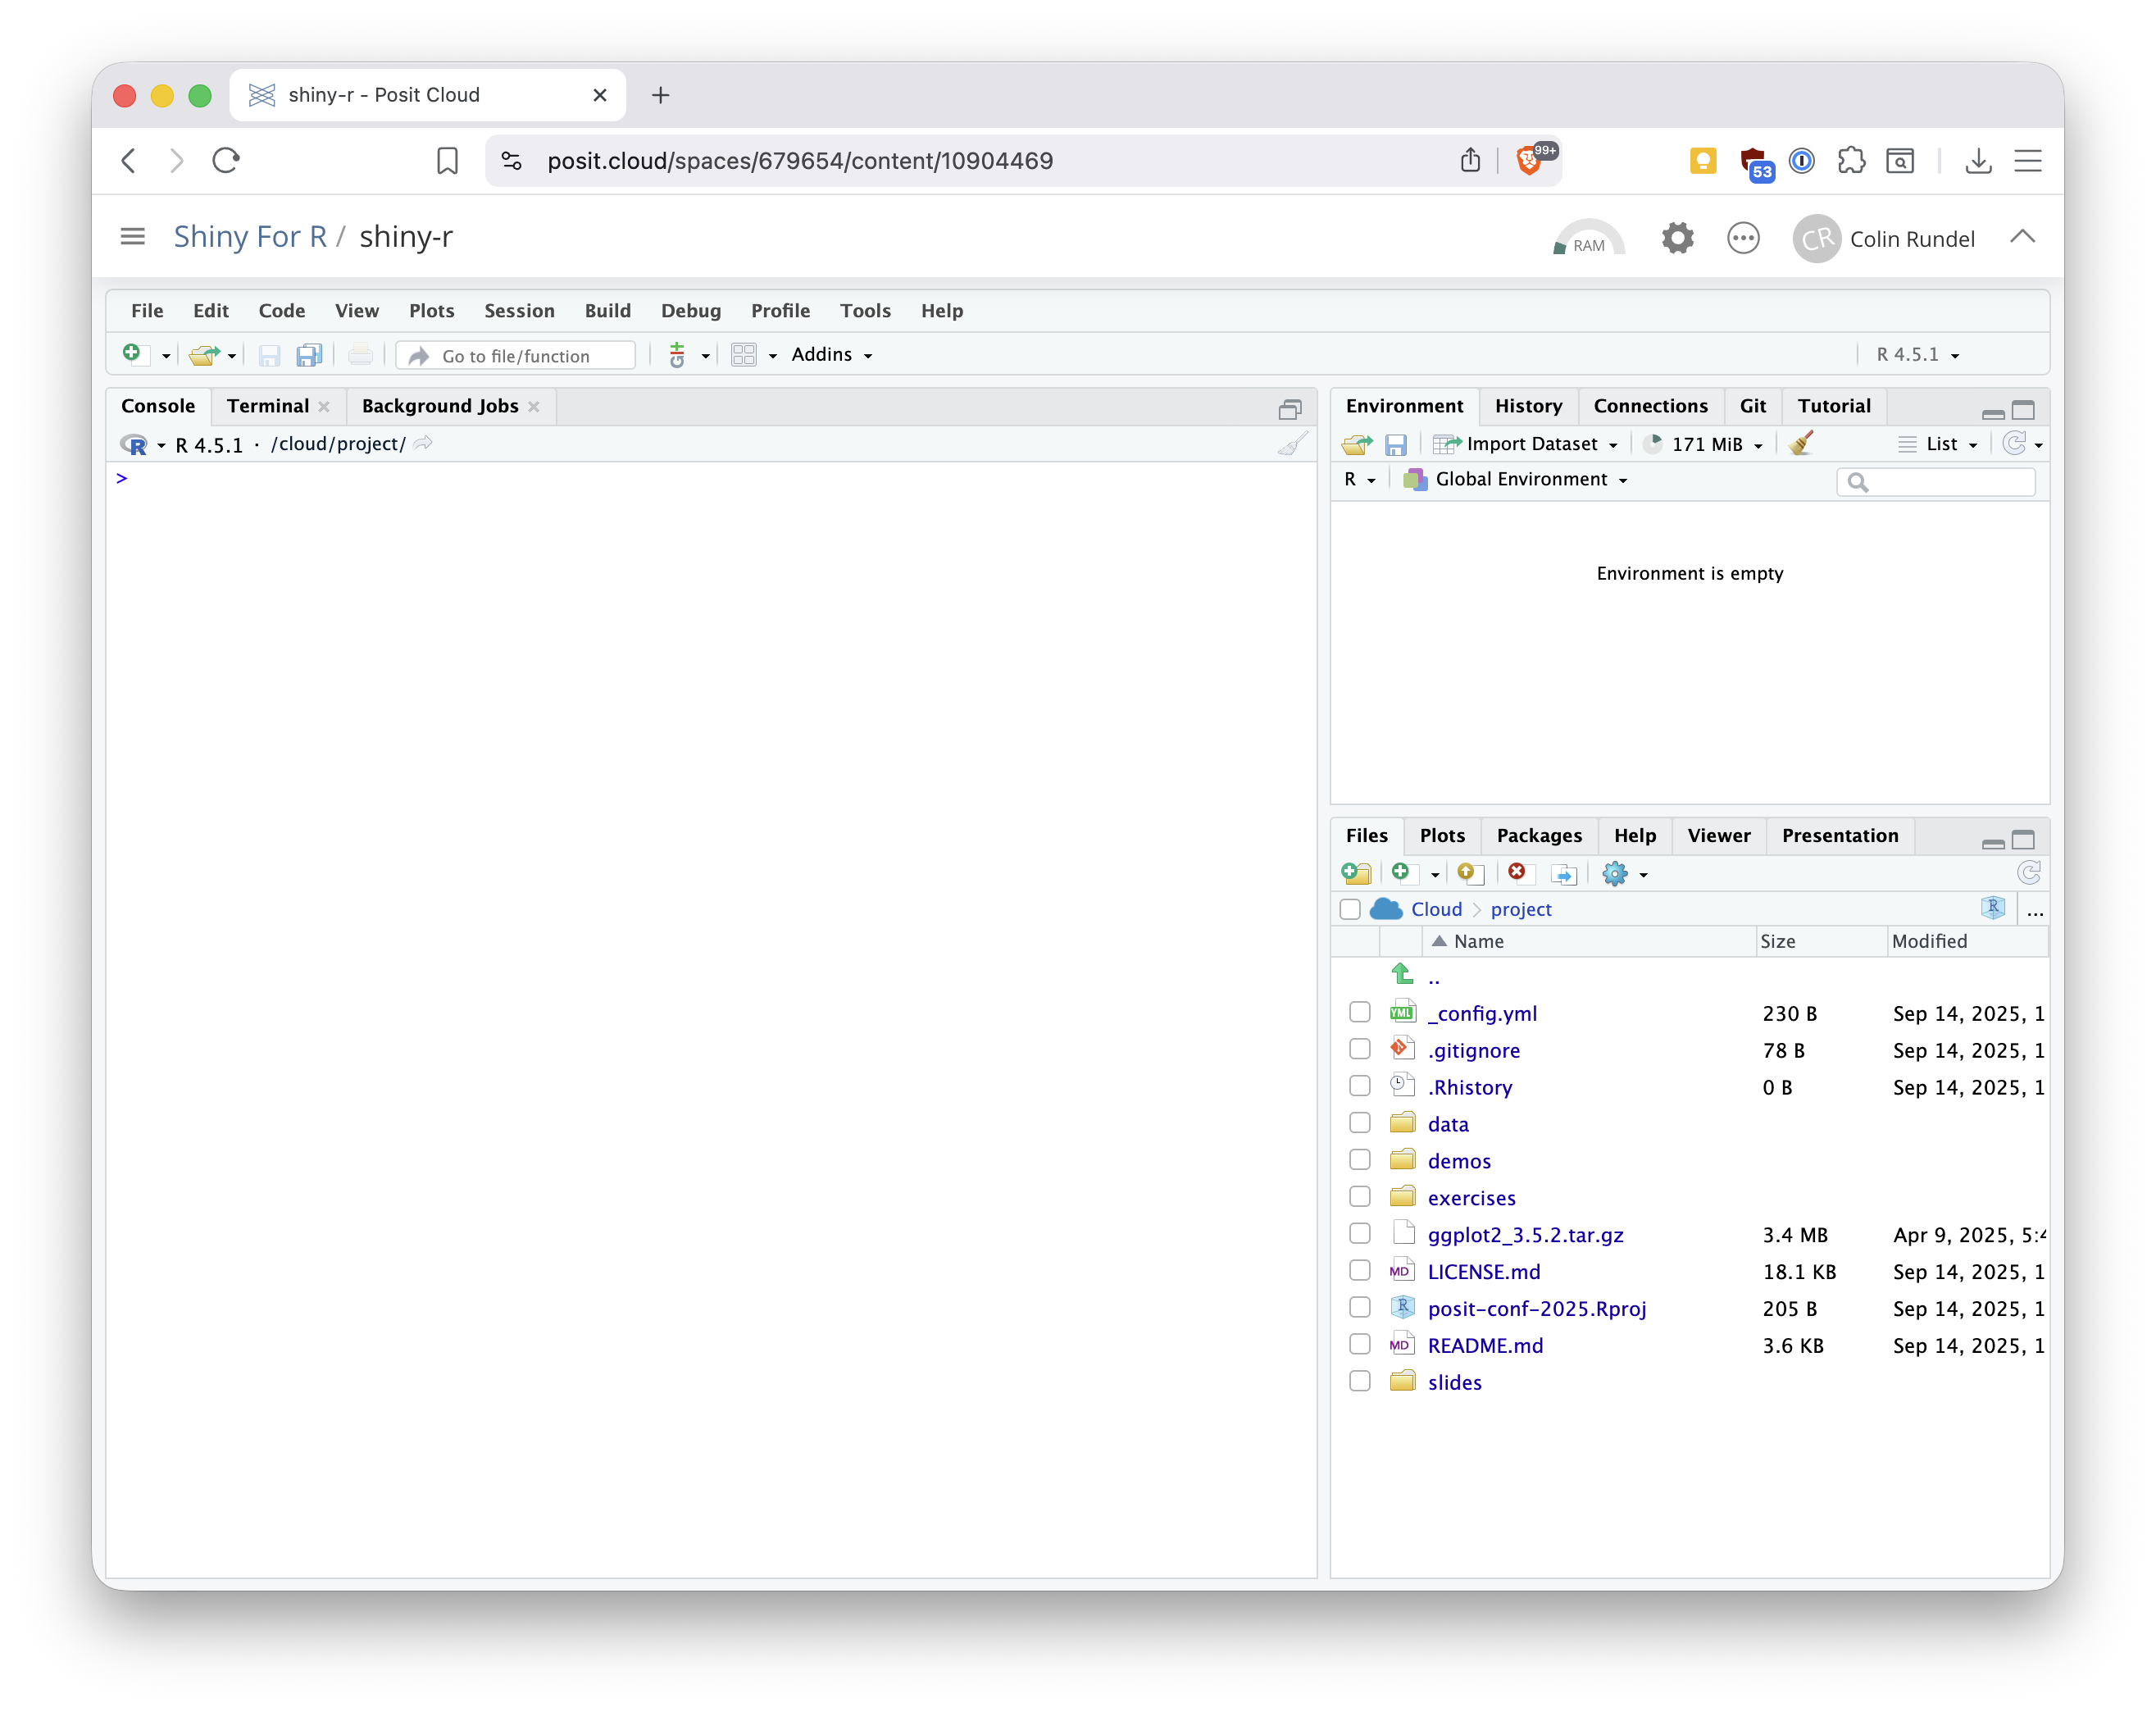 shiny-r - Posit Cloud
posit.cloud/spaces/679654/content/10904469
99+
53
Shiny For R / shiny-r
RAM
CR
Colin Rundel
File Edit Code View Plots Session Build Debug Profile Tools Help
Go to file/function
Addins
R 4.5.1
Console Terminal Background Jobs
R R 4.5.1 · /cloud/project/
>
Environment History Connections Git Tutorial
Import Dataset 171 MiB List
R Global Environment
Environment is empty
Files Plots Packages Help Viewer Presentation
Cloud project R ...
Name Size Modified
..
YML _config.yml 230 B Sep 14, 2025, 1
.gitignore 78 B Sep 14, 2025, 1
.Rhistory 0 B Sep 14, 2025, 1
data
demos
exercises
ggplot2_3.5.2.tar.gz 3.4 MB Apr 9, 2025, 5:4
MD LICENSE.md 18.1 KB Sep 14, 2025, 1
R posit-conf-2025.Rproj 205 B Sep 14, 2025, 1
MD README.md 3.6 KB Sep 14, 2025, 1
slides